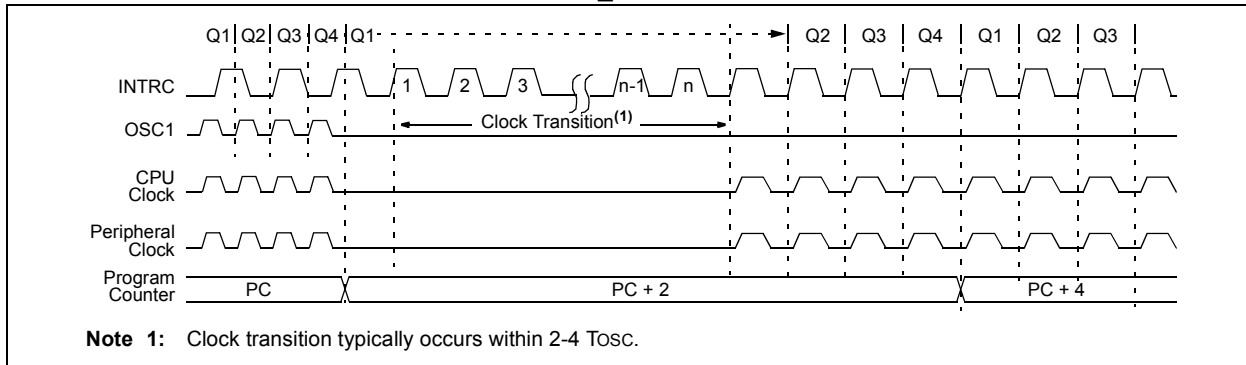 Q1 Q2 Q3 Q4 Q1 Q2 Q3 Q4 Q1 Q2 Q3
INTRC 1 2 3 n-1 n
Clock Transition(1)
OSC1
CPU
Clock
Peripheral
Clock
Program
Counter
PC PC + 2 PC + 4
Note 1: Clock transition typically occurs within 2-4 TOSC.